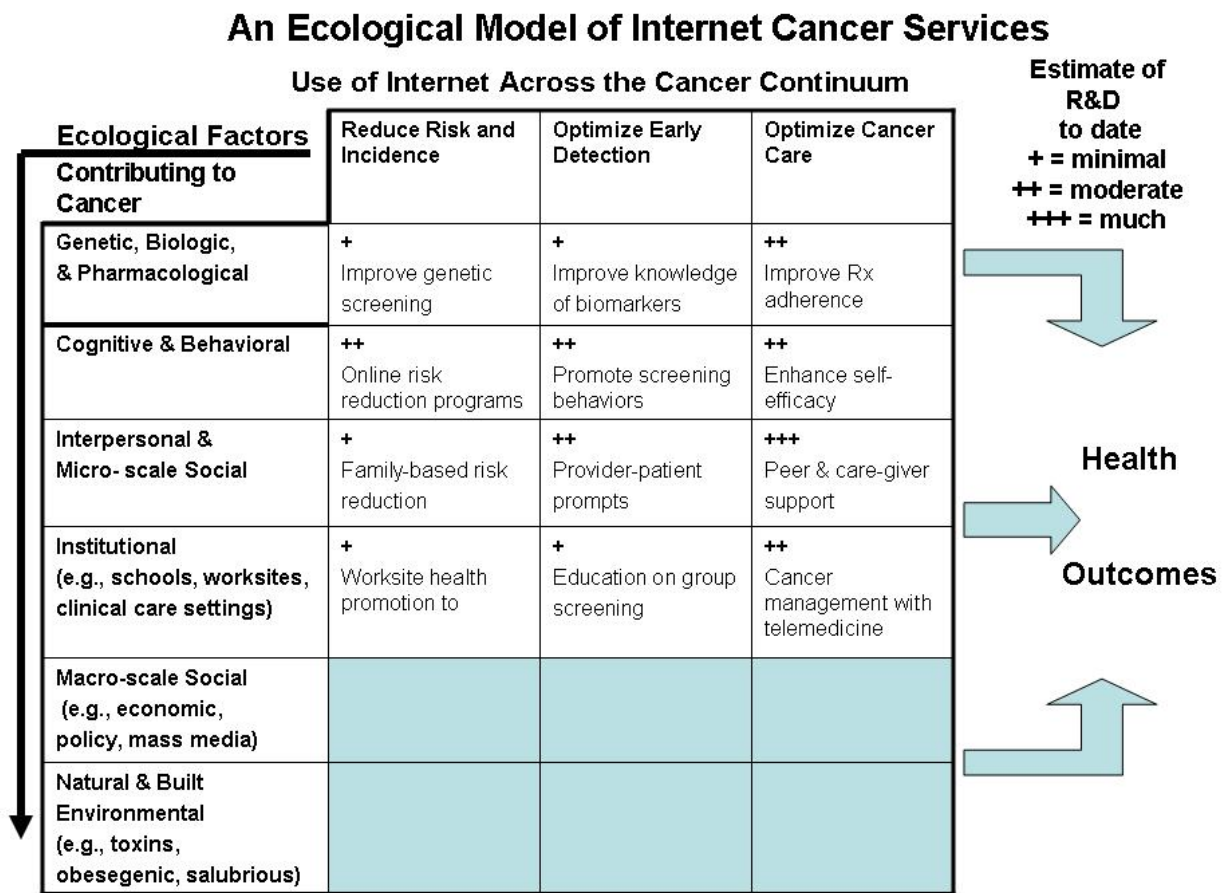 An Ecological Model of Internet Cancer Services
Use of Internet Across the Cancer Continuum
Estimate of
R&D
to date
+ = minimal
++ = moderate
+++ = much
Ecological Factors
Contributing to
Cancer
Reduce Risk and
Incidence
Optimize Early
Detection
Optimize Cancer
Care
Genetic, Biologic,
& Pharmacological
+
Improve genetic
screening
+
Improve knowledge
of biomarkers
++
Improve Rx
adherence
Cognitive & Behavioral
++
Online risk
reduction programs
++
Promote screening
behaviors
++
Enhance self-
efficacy
Interpersonal &
Micro- scale Social
+
Family-based risk
reduction
++
Provider-patient
prompts
+++
Peer & care-giver
support
Institutional
(e.g., schools, worksites,
clinical care settings)
+
Worksite health
promotion to
+
Education on group
screening
++
Cancer
management with
telemedicine
Macro-scale Social
(e.g., economic,
policy, mass media)
Natural & Built
Environmental
(e.g., toxins,
obesegenic, salubrious)
Health
Outcomes